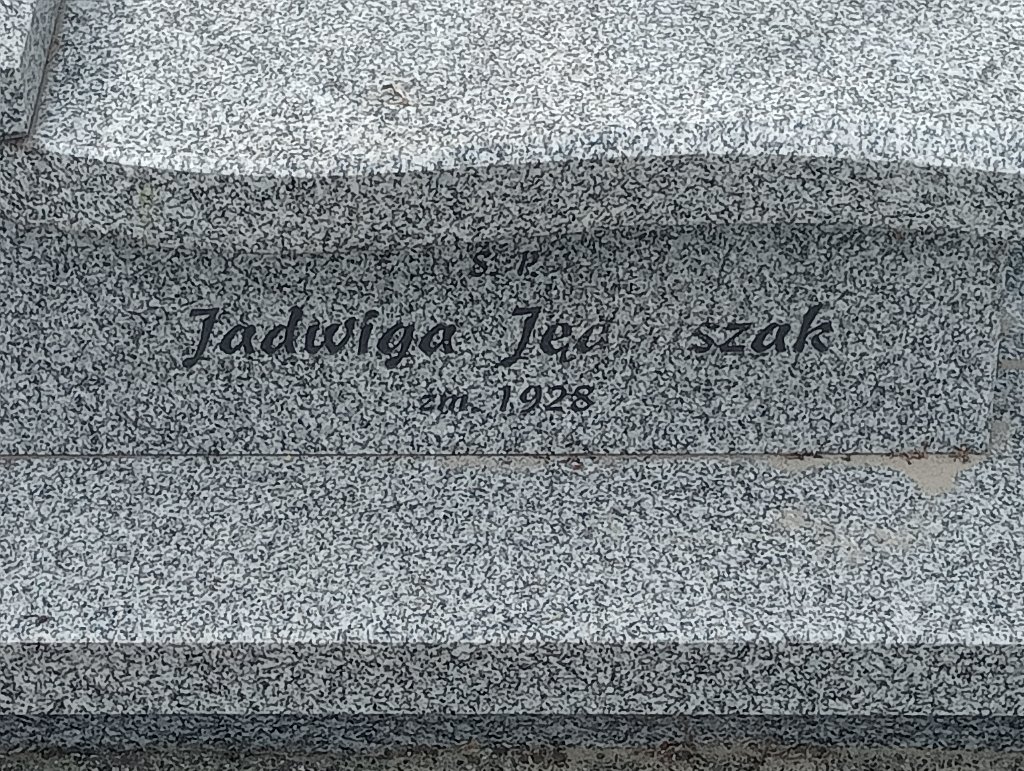 Ś. P.
Jadwiga
zm. 1928